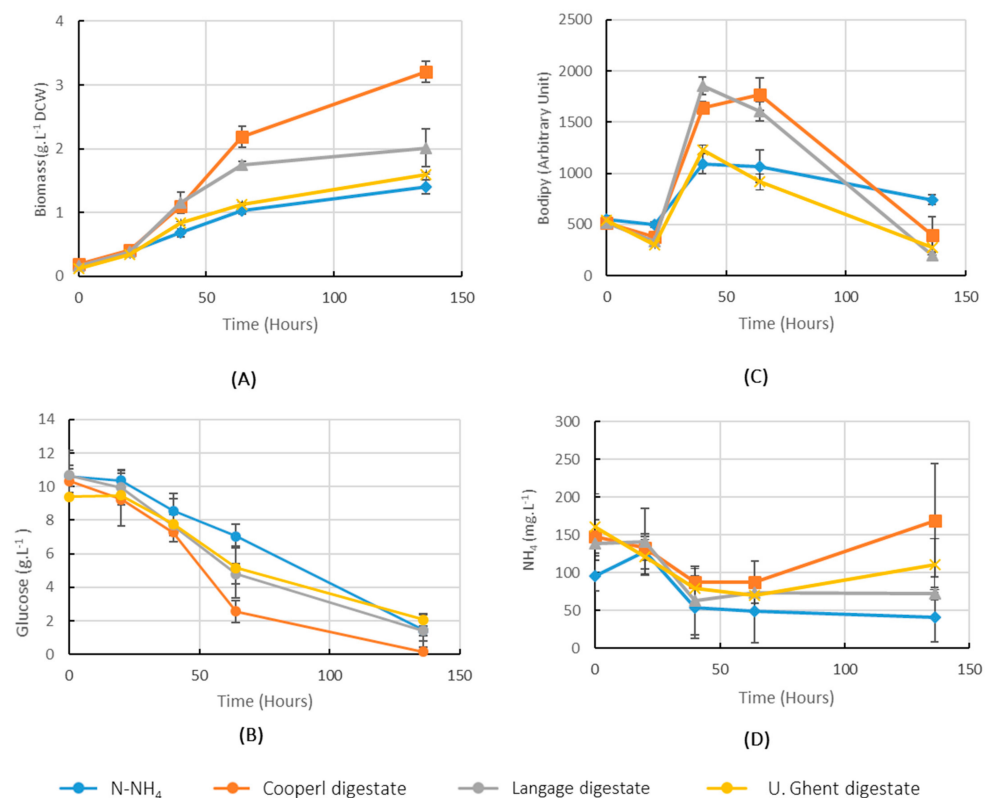 4
3
2
1
0
0 50 100 150
Biomass (g.L⁻¹ DCW)
Time (Hours)
(A)
2500
2000
1500
1000
500
0
0 50 100 150
Bodipy (Arbitrary Unit)
Time (Hours)
(C)
14
12
10
8
6
4
2
0
0 50 100 150
Glucose (g.L⁻¹ )
Time (Hours)
(B)
300
250
200
150
100
50
0
0 50 100 150
NH₄ (mg.L⁻¹)
Time (Hours)
(D)
N-NH₄ Cooperl digestate Langage digestate U. Ghent digestate